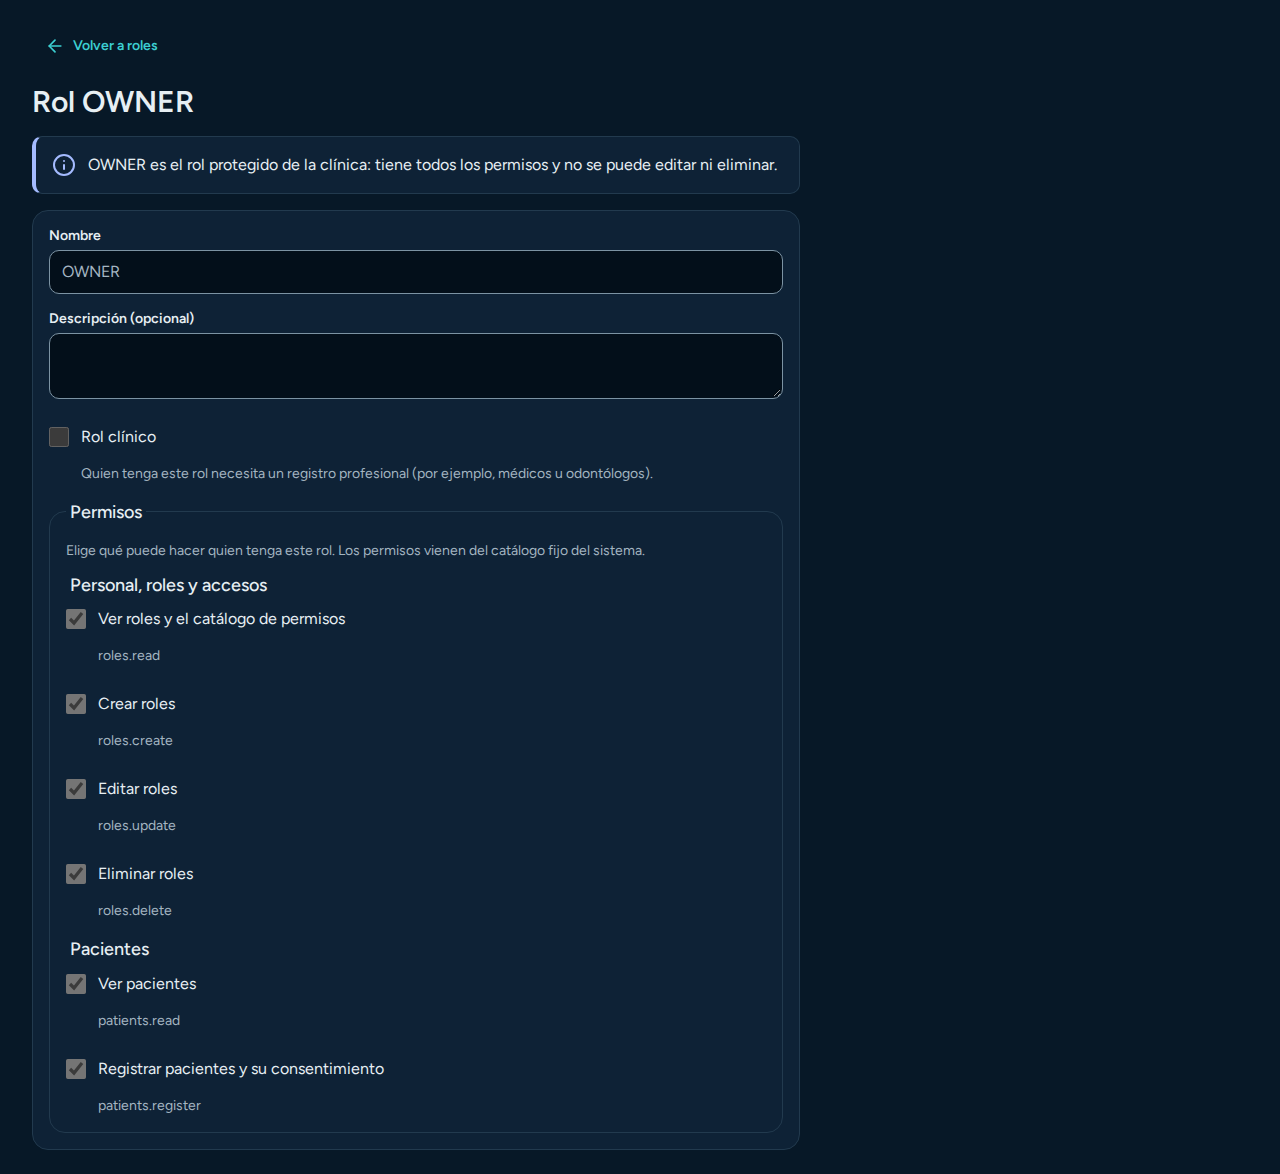 Volver a roles
Rol OWNER
OWNER es el rol protegido de la clínica: tiene todos los permisos y no se puede editar ni eliminar.
Nombre
OWNER
Descripción (opcional)
Rol clínico
Quien tenga este rol necesita un registro profesional (por ejemplo, médicos u odontólogos).
Permisos
Elige qué puede hacer quien tenga este rol. Los permisos vienen del catálogo fijo del sistema.
Personal, roles y accesos
Ver roles y el catálogo de permisos
roles.read
Crear roles
roles.create
Editar roles
roles.update
Eliminar roles
roles.delete
Pacientes
Ver pacientes
patients.read
Registrar pacientes y su consentimiento
patients.register